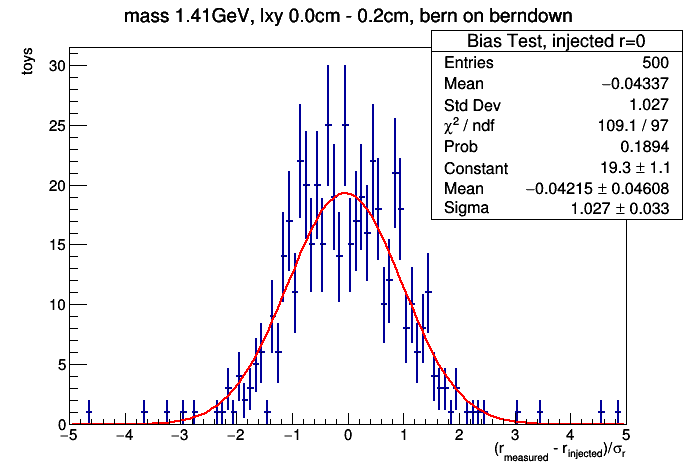 mass 1.41GeV, lxy 0.0cm - 0.2cm, bern on berndown
Bias Test, injected r=0
Entries 500
Mean −0.04337
Std Dev 1.027
χ² / ndf 109.1 / 97
Prob 0.1894
Constant 19.3 ± 1.1
Mean −0.04215 ± 0.04608
Sigma 1.027 ± 0.033
toys
30
25
20
15
10
5
0
−5 −4 −3 −2 −1 0 1 2 3 4 5
(r_measured - r_injected)/σ_r